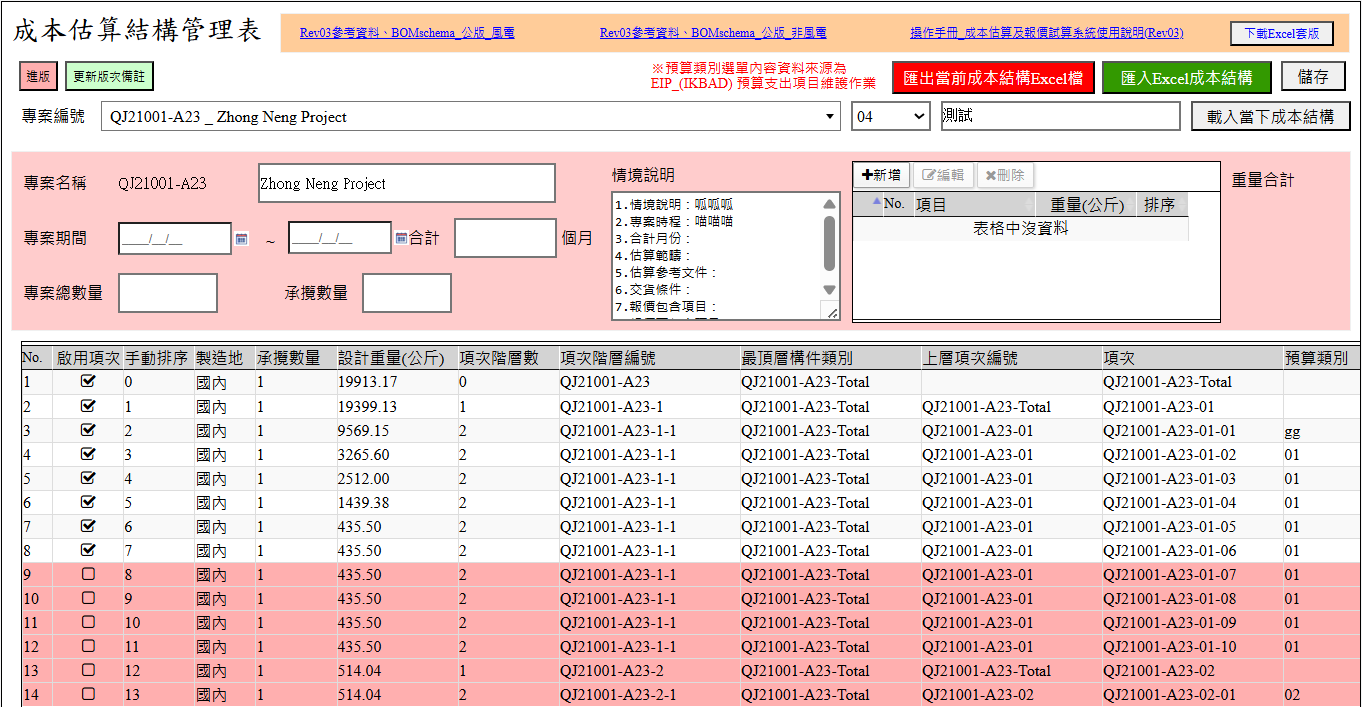 成本估算結構管理表
Rev03參考資料、BOMschema_公版_風電 Rev03參考資料、BOMschema_公版_非風電 操作手冊_成本估算及報價試算系統使用說明(Rev03) 下載Excel套版
進版 更新版次備註 ※預算類別選單內容資料來源為
EIP_(IKBAD) 預算支出項目維護作業 匯出當前成本結構Excel檔 匯入Excel成本結構 儲存
專案編號 QJ21001-A23 _ Zhong Neng Project 04 測試 載入當下成本結構
專案名稱 QJ21001-A23 Zhong Neng Project
專案期間 ____/__/__ ~ ____/__/__ 合計 個月
專案總數量 承攬數量
情境說明
1.情境說明：呱呱呱
2.專案時程：喵喵喵
3.合計月份：
4.估算範疇：
5.估算參考文件：
6.交貨條件：
7.報價包含項目：
新增 編輯 刪除
No. 項目 重量(公斤) 排序
表格中沒資料
重量合計
No. 啟用項次 手動排序 製造地 承攬數量 設計重量(公斤) 項次階層數 項次階層編號 最頂層構件類別 上層項次編號 項次 預算類別
1 0 國內 1 19913.17 0 QJ21001-A23 QJ21001-A23-Total QJ21001-A23-Total
2 1 國內 1 19399.13 1 QJ21001-A23-1 QJ21001-A23-Total QJ21001-A23-Total QJ21001-A23-01
3 2 國內 1 9569.15 2 QJ21001-A23-1-1 QJ21001-A23-Total QJ21001-A23-01 QJ21001-A23-01-01 gg
4 3 國內 1 3265.60 2 QJ21001-A23-1-1 QJ21001-A23-Total QJ21001-A23-01 QJ21001-A23-01-02 01
5 4 國內 1 2512.00 2 QJ21001-A23-1-1 QJ21001-A23-Total QJ21001-A23-01 QJ21001-A23-01-03 01
6 5 國內 1 1439.38 2 QJ21001-A23-1-1 QJ21001-A23-Total QJ21001-A23-01 QJ21001-A23-01-04 01
7 6 國內 1 435.50 2 QJ21001-A23-1-1 QJ21001-A23-Total QJ21001-A23-01 QJ21001-A23-01-05 01
8 7 國內 1 435.50 2 QJ21001-A23-1-1 QJ21001-A23-Total QJ21001-A23-01 QJ21001-A23-01-06 01
9 8 國內 1 435.50 2 QJ21001-A23-1-1 QJ21001-A23-Total QJ21001-A23-01 QJ21001-A23-01-07 01
10 9 國內 1 435.50 2 QJ21001-A23-1-1 QJ21001-A23-Total QJ21001-A23-01 QJ21001-A23-01-08 01
11 10 國內 1 435.50 2 QJ21001-A23-1-1 QJ21001-A23-Total QJ21001-A23-01 QJ21001-A23-01-09 01
12 11 國內 1 435.50 2 QJ21001-A23-1-1 QJ21001-A23-Total QJ21001-A23-01 QJ21001-A23-01-10 01
13 12 國內 1 514.04 1 QJ21001-A23-2 QJ21001-A23-Total QJ21001-A23-Total QJ21001-A23-02
14 13 國內 1 514.04 2 QJ21001-A23-2-1 QJ21001-A23-Total QJ21001-A23-02 QJ21001-A23-02-01 02